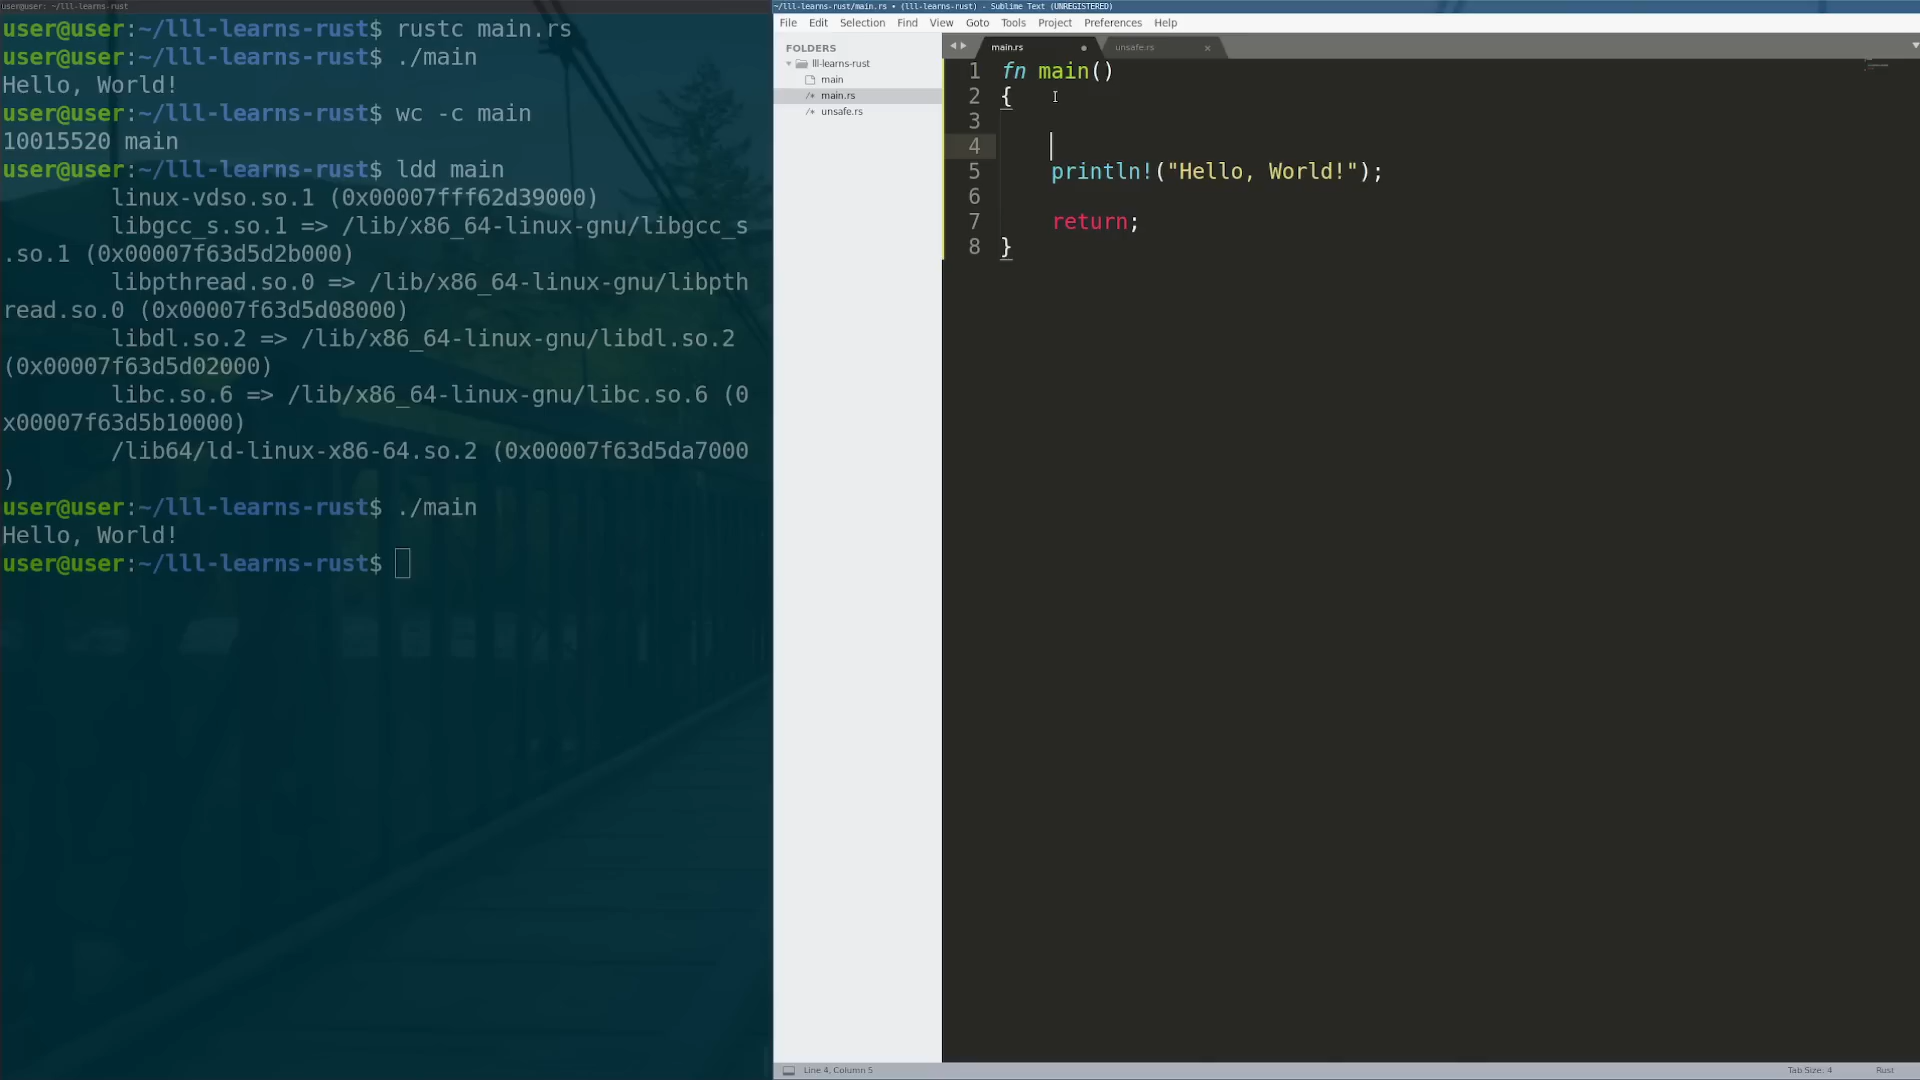 user@user: ~/lll-learns-rust
user@user:~/lll-learns-rust$ rustc main.rs
user@user:~/lll-learns-rust$ ./main
Hello, World!
user@user:~/lll-learns-rust$ wc -c main
10015520 main
user@user:~/lll-learns-rust$ ldd main
linux-vdso.so.1 (0x00007fff62d39000)
libgcc_s.so.1 => /lib/x86_64-linux-gnu/libgcc_s
.so.1 (0x00007f63d5d2b000)
libpthread.so.0 => /lib/x86_64-linux-gnu/libpth
read.so.0 (0x00007f63d5d08000)
libdl.so.2 => /lib/x86_64-linux-gnu/libdl.so.2
(0x00007f63d5d02000)
libc.so.6 => /lib/x86_64-linux-gnu/libc.so.6 (0
x00007f63d5b10000)
/lib64/ld-linux-x86-64.so.2 (0x00007f63d5da7000
)
user@user:~/lll-learns-rust$ ./main
Hello, World!
user@user:~/lll-learns-rust$
~/lll-learns-rust/main.rs • (lll-learns-rust) - Sublime Text (UNREGISTERED)
File Edit Selection Find View Goto Tools Project Preferences Help
FOLDERS
lll-learns-rust
main
/* main.rs
/* unsafe.rs
main.rs unsafe.rs
1 fn main()
2 {
3
4
5 println!("Hello, World!");
6
7 return;
8 }
Line 4, Column 5 Tab Size: 4 Rust